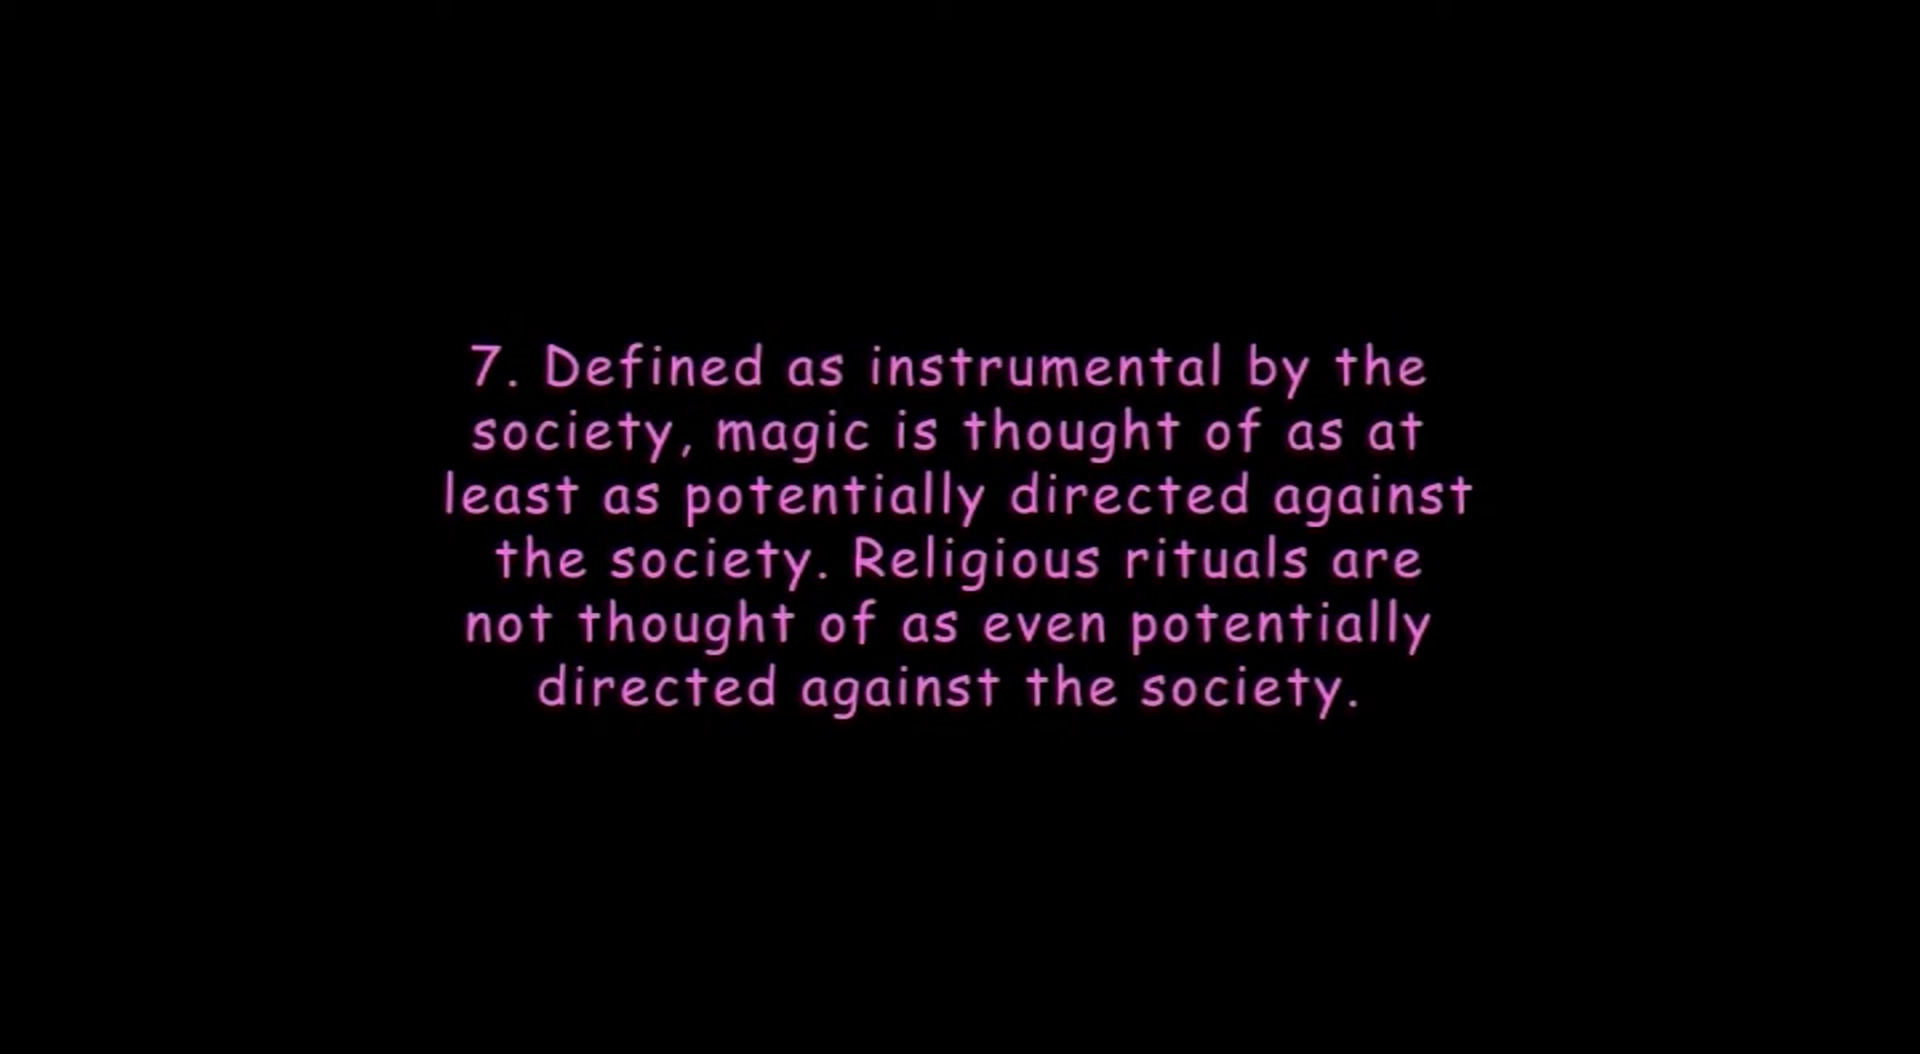 7. Defined as instrumental by the
society, magic is thought of as at
least as potentially directed against
the society. Religious rituals are
not thought of as even potentially
directed against the society.